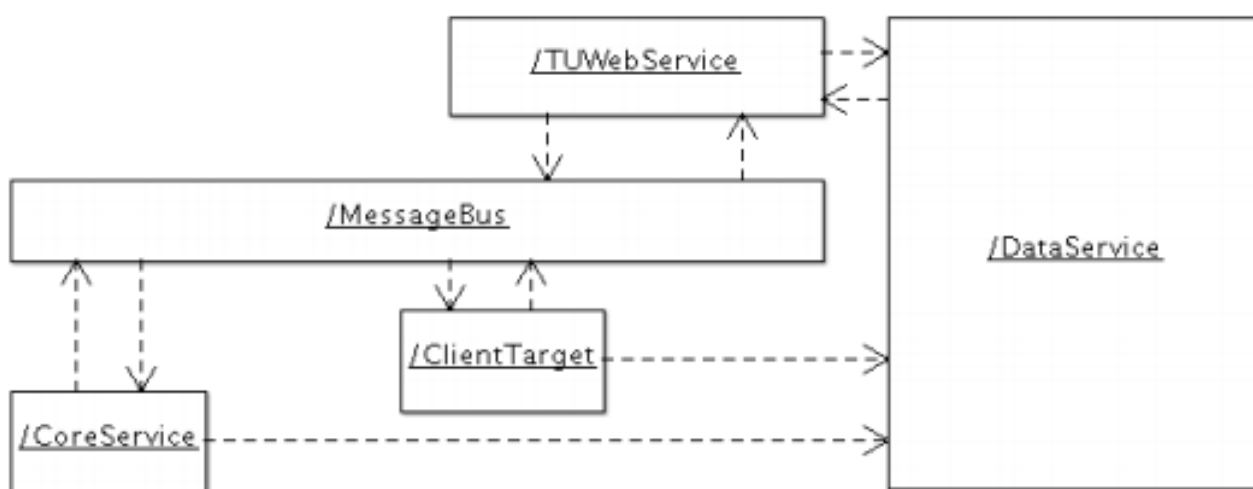 /TUWebService
/MessageBus
/DataService
/ClientTarget
/CoreService